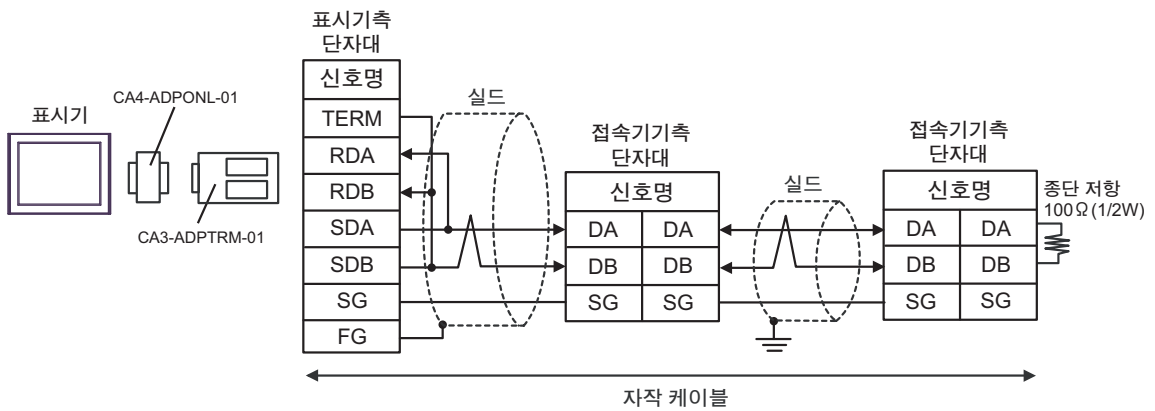 표시기
CA4-ADPONL-01
CA3-ADPTRM-01
표시기측
단자대
신호명
TERM
RDA
RDB
SDA
SDB
SG
FG
실드
접속기기측
단자대
신호명
DA DA
DB DB
SG SG
실드
접속기기측
단자대
신호명
DA DA
DB DB
SG SG
종단 저항
100Ω(1/2W)
자작 케이블